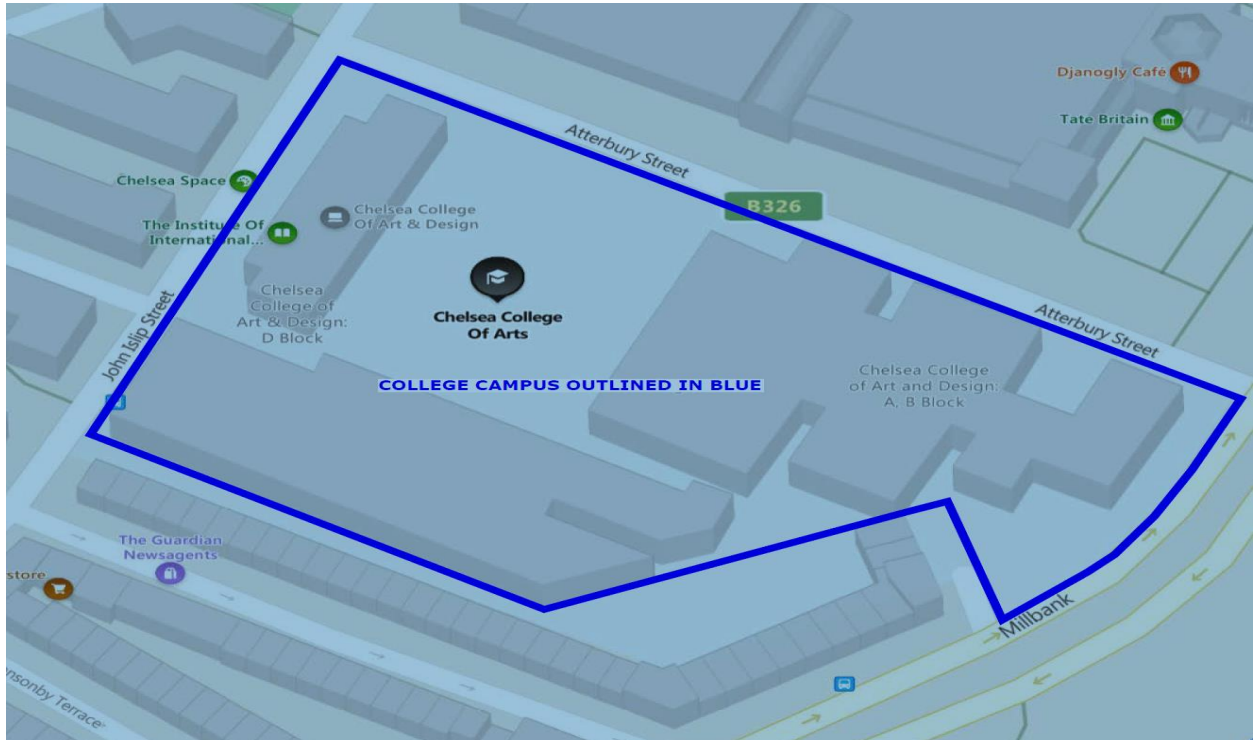 Djanogly Café
Tate Britain
Atterbury Street
Chelsea Space
B326
Chelsea College
Of Art & Design
The Institute Of
International...
Chelsea College
Of Arts
Chelsea
College of
Art & Design:
D Block
John Islip Street
Atterbury Street
COLLEGE CAMPUS OUTLINED IN BLUE
Chelsea College
of Art and Design:
A, B Block
The Guardian
Newsagents
store
Millbank
onsonby Terrace